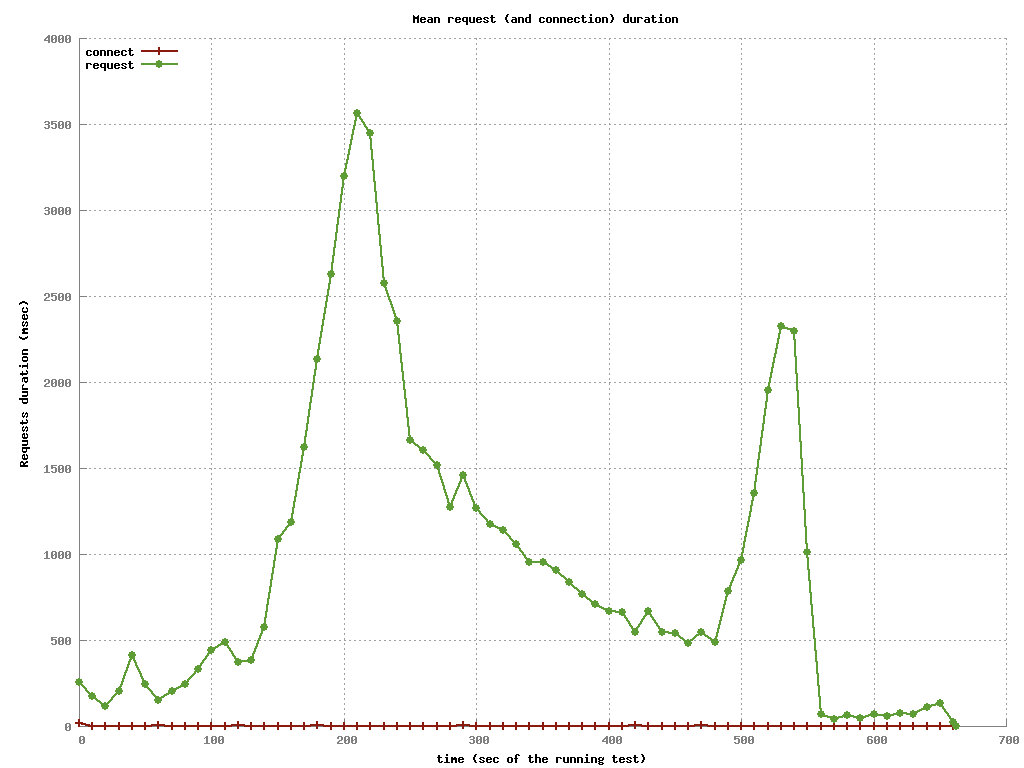 Mean request (and connection) duration
connect
request
4000
3500
3000
2500
2000
1500
1000
500
0
Requests duration (msec)
0 100 200 300 400 500 600 700
time (sec of the running test)